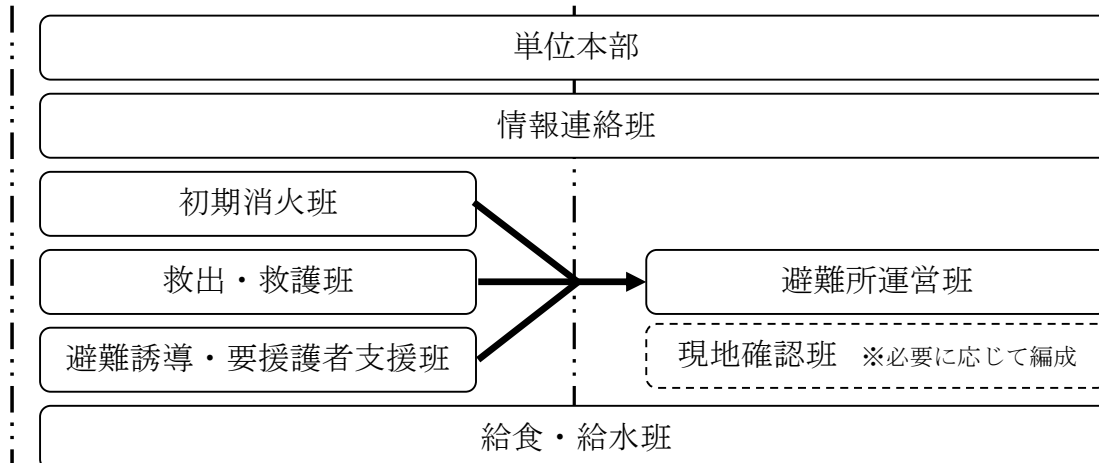 単位本部
情報連絡班
初期消火班
救出・救護班
避難所運営班
避難誘導・要援護者支援班
現地確認班 ※必要に応じて編成
給食・給水班